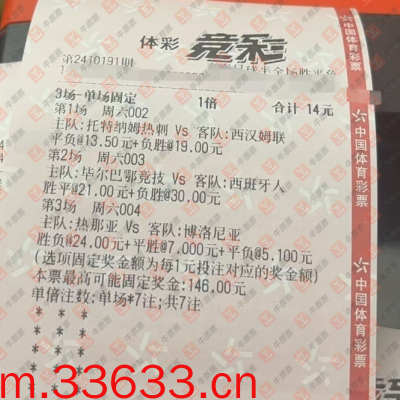 体彩 竞彩
第2410191期
3场-单场固定 1倍 合计 14元
第1场 周六002
主队:托特纳姆热刺 Vs 客队:西汉姆联
平负@13.50元+负胜@19.00元
第2场 周六003
主队:毕尔巴鄂竞技 Vs 客队:西班牙人
胜平@21.00元+负胜@30.00元
第3场 周六004
主队:热那亚 Vs 客队:博洛尼亚
胜负@24.00元+平胜@7.000元+平负@5.100元
(选项固定奖金额为每1元投注对应的奖金额)
本票最高可能固定奖金:146.00元
单倍注数:单场*7注;共7注
* * *
* * *
* * *
* * *
* * *
中国体育彩票
中国体育彩票
m.33633.cn